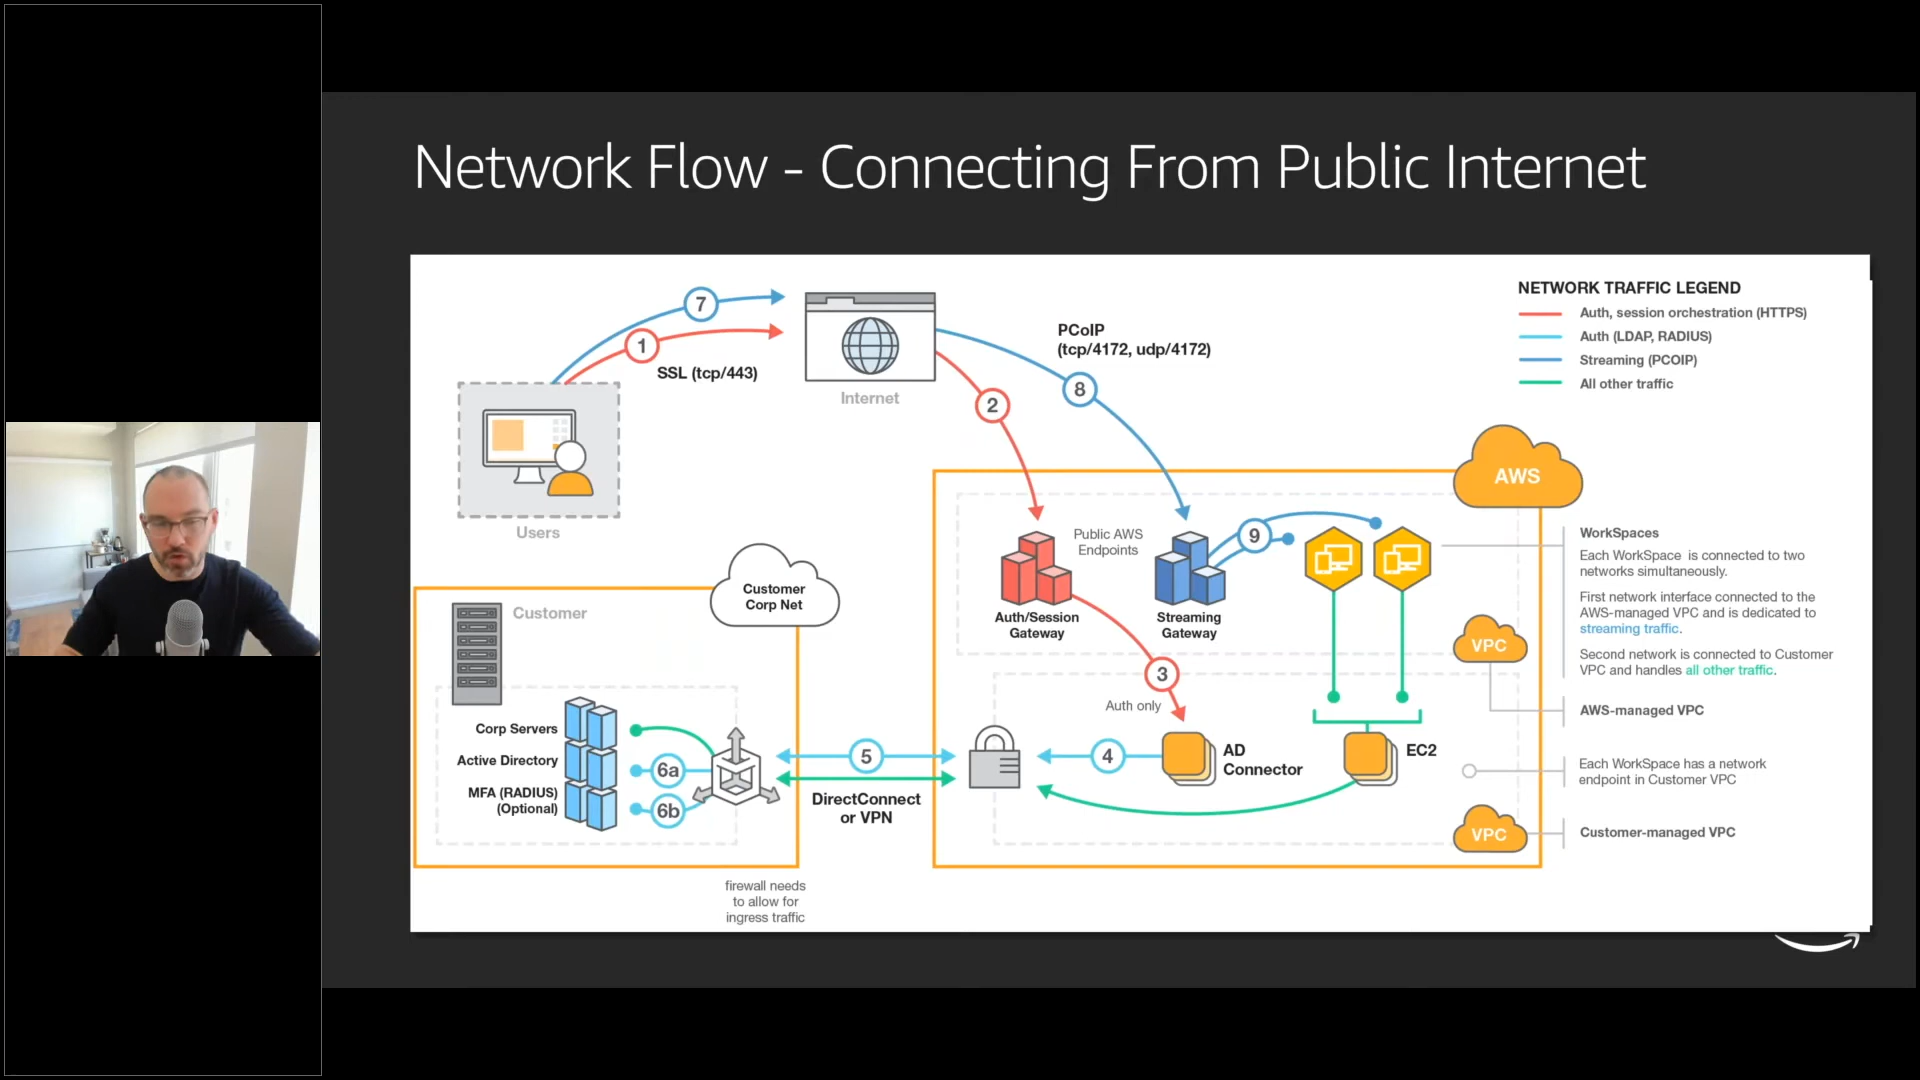 Network Flow - Connecting From Public Internet
NETWORK TRAFFIC LEGEND
Auth, session orchestration (HTTPS)
Auth (LDAP, RADIUS)
Streaming (PCOIP)
All other traffic
7
1
SSL (tcp/443)
Internet
PCoIP
(tcp/4172, udp/4172)
8
2
Users
AWS
Public AWS
Endpoints
9
Auth/Session
Gateway
Streaming
Gateway
WorkSpaces
Each WorkSpace is connected to two
networks simultaneously.
First network interface connected to the
AWS-managed VPC and is dedicated to
streaming traffic.
Second network is connected to Customer
VPC and handles all other traffic.
VPC
AWS-managed VPC
Each WorkSpace has a network
endpoint in Customer VPC
VPC
Customer-managed VPC
Customer
Customer
Corp Net
3
Auth only
Corp Servers
Active Directory
MFA (RADIUS)
(Optional)
6a
6b
5
DirectConnect
or VPN
4
AD
Connector
EC2
firewall needs
to allow for
ingress traffic